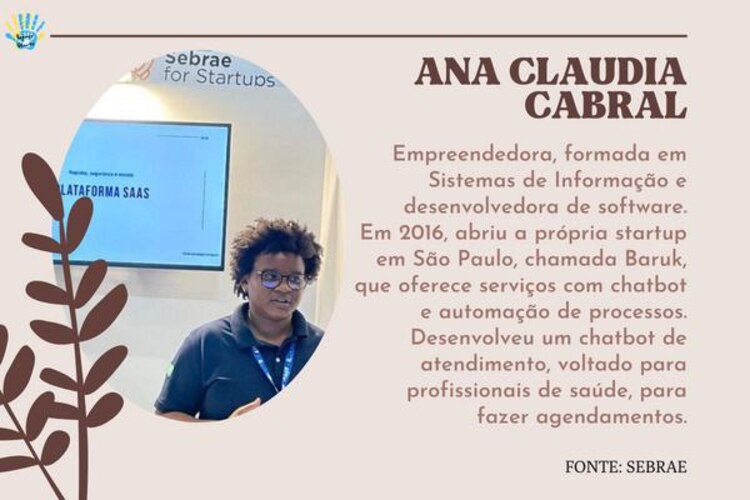 Sebrae
for Startups
LATAFORMA SAAS
ANA CLAUDIA
CABRAL
Empreendedora, formada em
Sistemas de Informação e
desenvolvedora de software.
Em 2016, abriu a própria startup
em São Paulo, chamada Baruk,
que oferece serviços com chatbot
e automação de processos.
Desenvolveu um chatbot de
atendimento, voltado para
profissionais de saúde, para
fazer agendamentos.
FONTE: SEBRAE